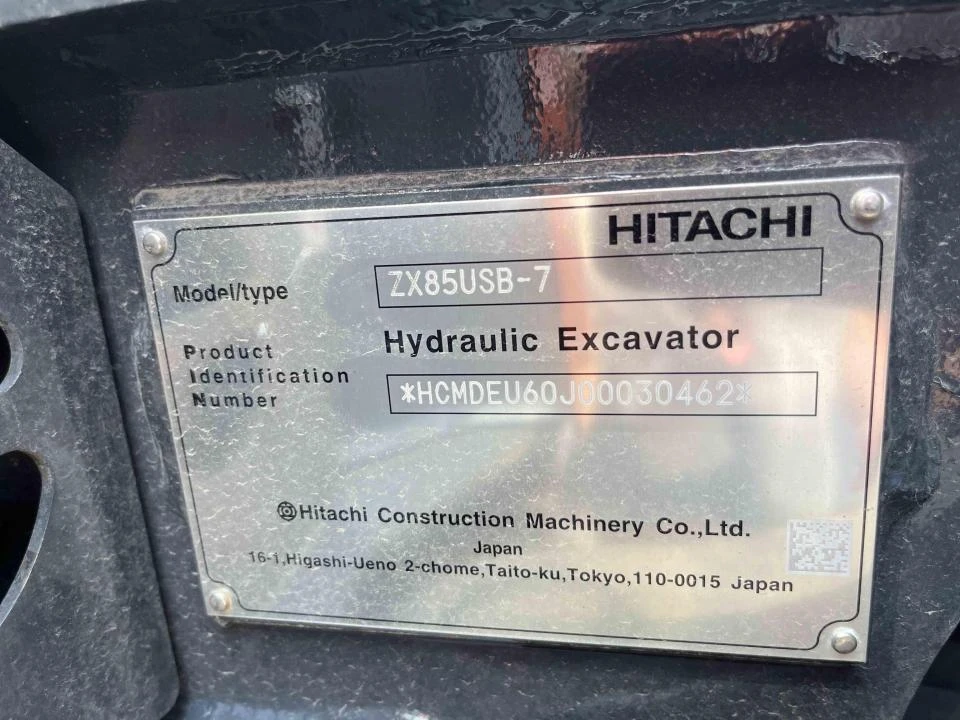 HITACHI
Model/type ZX85USB-7
Hydraulic Excavator
Product
Identification
Number *HCMDEU60J00030462*
Hitachi Construction Machinery Co.,Ltd.
Japan
16-1,Higashi-Ueno 2-chome,Taito-ku,Tokyo,110-0015 Japan